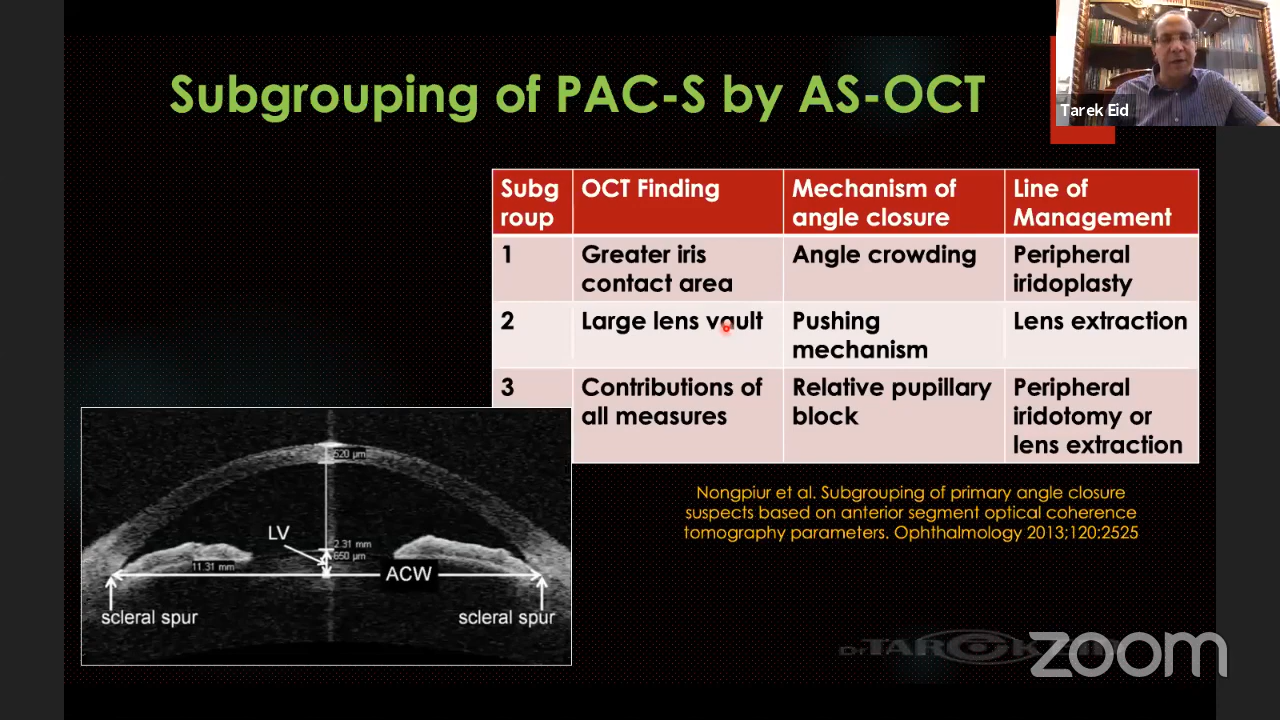 Subgrouping of PAC-S by AS-OCT
Tarek Eid
Subg
roup
OCT Finding
Mechanism of
angle closure
Line of
Management
1
Greater iris
contact area
Angle crowding
Peripheral
iridoplasty
2
Large lens vault
Pushing
mechanism
Lens extraction
3
Contributions of
all measures
Relative pupillary
block
Peripheral
iridotomy or
lens extraction
520 µm
LV
2.31 mm
650 µm
11.31 mm
ACW
scleral spur
scleral spur
Nongpiur et al. Subgrouping of primary angle closure
suspects based on anterior segment optical coherence
tomography parameters. Ophthalmology 2013;120:2525
zoom